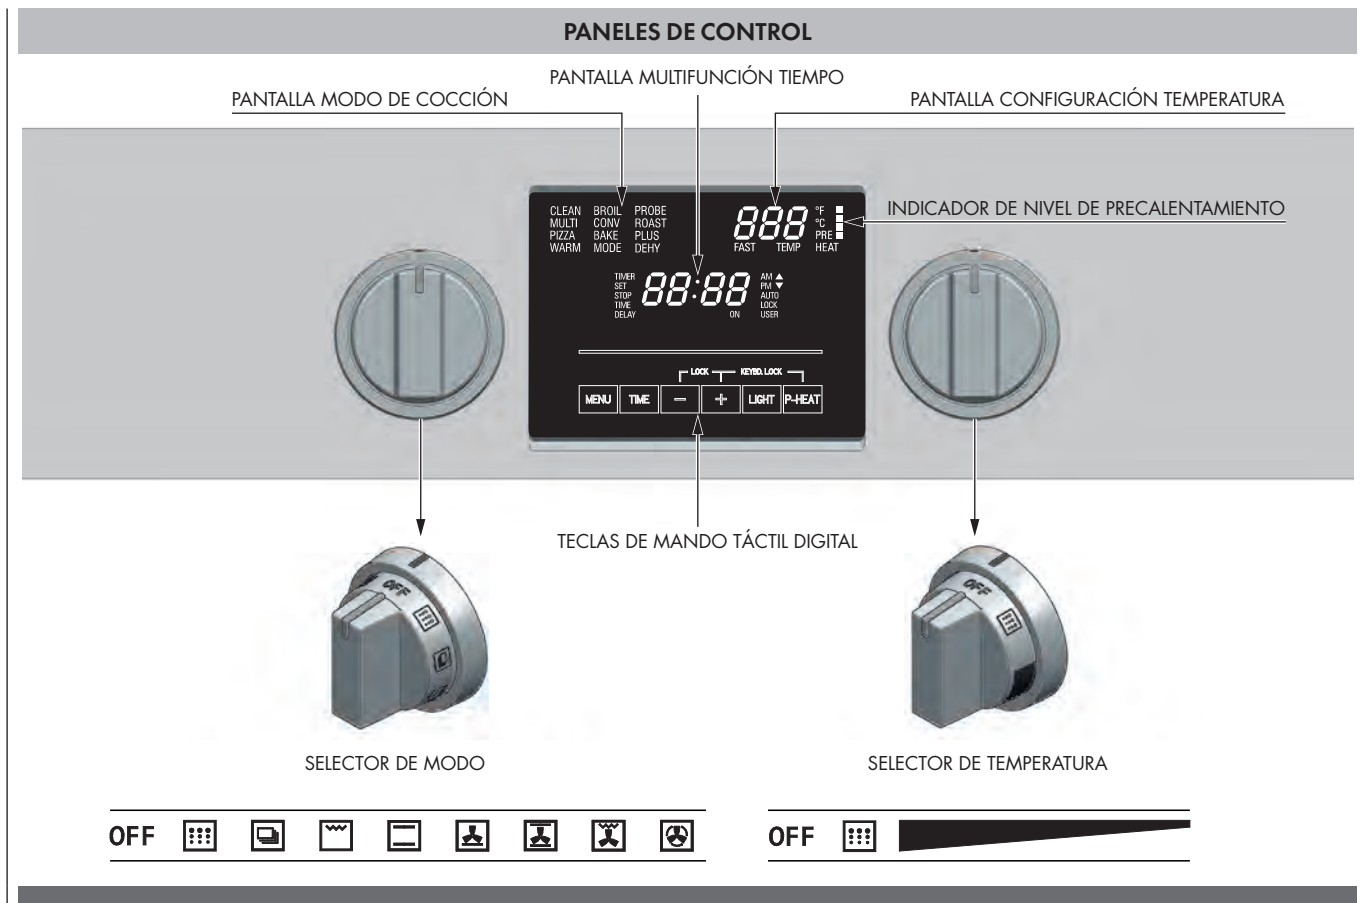 PANELES DE CONTROL
PANTALLA MULTIFUNCIÓN TIEMPO
PANTALLA MODO DE COCCIÓN
PANTALLA CONFIGURACIÓN TEMPERATURA
INDICADOR DE NIVEL DE PRECALENTAMIENTO
CLEAN BROIL PROBE
MULTI CONV ROAST
PIZZA BAKE PLUS
WARM MODE DEHY
888 °F
°C
PRE
FAST TEMP HEAT
TIMER
SET
STOP
TIME
DELAY
88:88
ON
AM ▲
PM ▼
AUTO
LOCK
USER
LOCK KEYBD. LOCK
MENU TIME − + LIGHT P-HEAT
TECLAS DE MANDO TÁCTIL DIGITAL
OFF
OFF
SELECTOR DE MODO
SELECTOR DE TEMPERATURA
OFF
OFF